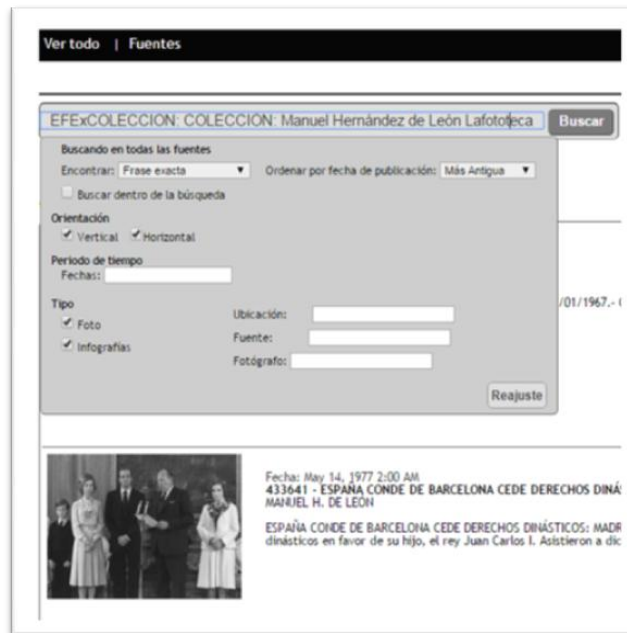 Ver todo | Fuentes
EFExCOLECCION: COLECCION: Manuel Hernández de León Lafototeca Buscar
Buscando en todas las fuentes
Encontrar: Frase exacta Ordenar por fecha de publicación: Más Antigua
Buscar dentro de la búsqueda
Orientación
Vertical Horizontal
Periodo de tiempo
Fechas:
/01/1967.- (
Tipo
Foto
Infografías
Ubicación:
Fuente:
Fotógrafo:
Reajuste
Fecha: May 14, 1977 2:00 AM
433641 - ESPAÑA CONDE DE BARCELONA CEDE DERECHOS DINÁS
MANUEL H. DE LEÓN
ESPAÑA CONDE DE BARCELONA CEDE DERECHOS DINÁSTICOS: MADR
dinásticos en favor de su hijo, el rey Juan Carlos I. Asistieron a dic